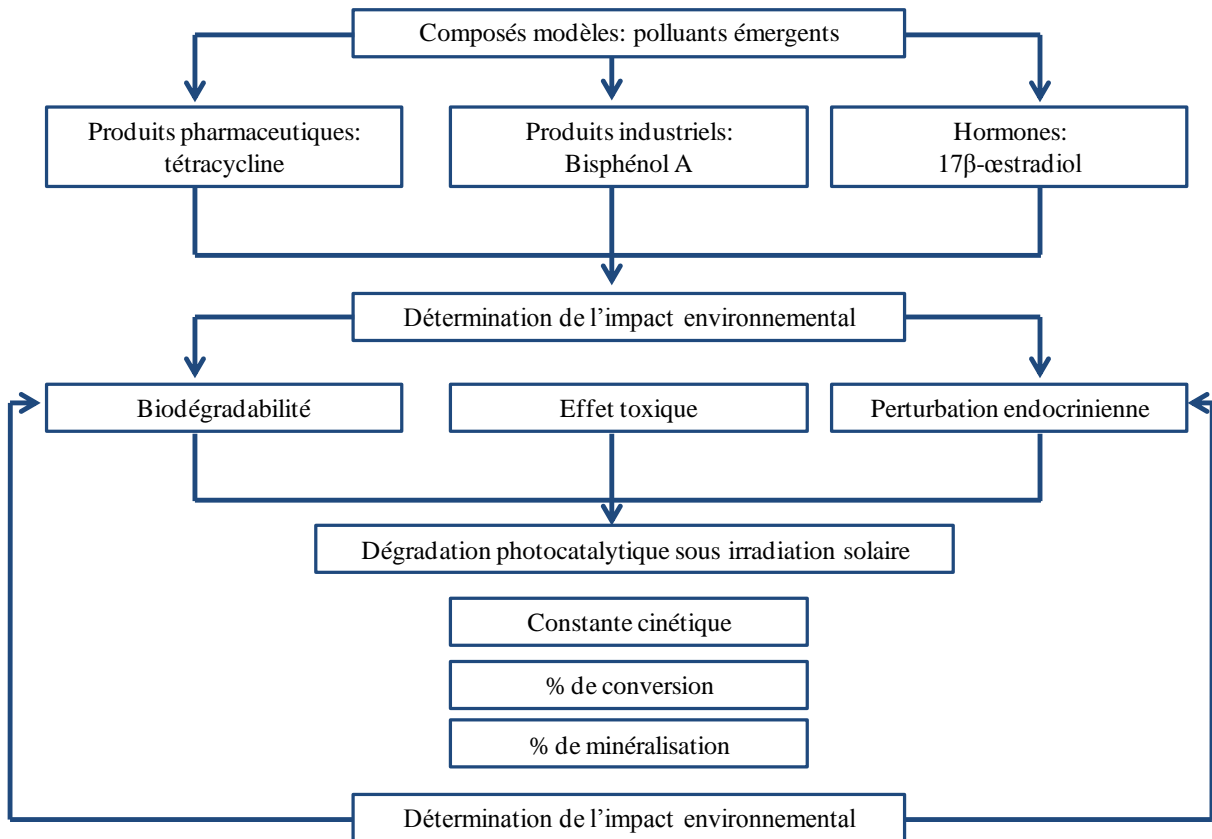 Composés modèles: polluants émergents
Produits pharmaceutiques:
tétracycline
Produits industriels:
Bisphénol A
Hormones:
17β-œstradiol
Détermination de l’impact environnemental
Biodégradabilité
Effet toxique
Perturbation endocrinienne
Dégradation photocatalytique sous irradiation solaire
Constante cinétique
% de conversion
% de minéralisation
Détermination de l’impact environnemental